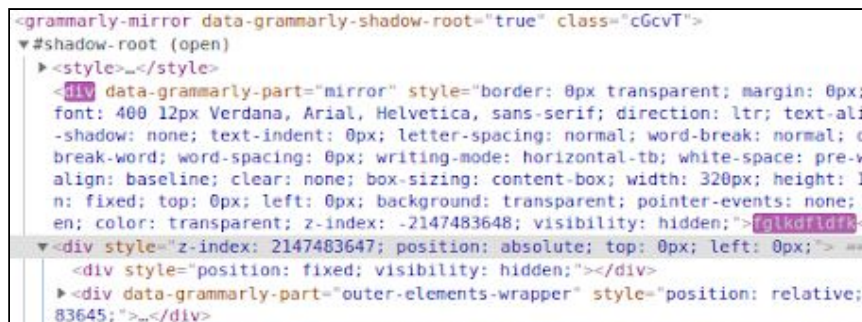 <grammarly-mirror data-grammarly-shadow-root="true" class="cGcvT">
▼#shadow-root (open)
▶<style>…</style>
<div data-grammarly-part="mirror" style="border: 0px transparent; margin: 0px;
font: 400 12px Verdana, Arial, Helvetica, sans-serif; direction: ltr; text-ali
-shadow: none; text-indent: 0px; letter-spacing: normal; word-break: normal;
break-word; word-spacing: 0px; writing-mode: horizontal-tb; white-space: pre-w
align: baseline; clear: none; box-sizing: content-box; width: 320px; height: 1
n: fixed; top: 0px; left: 0px; background: transparent; pointer-events: none;
en; color: transparent; z-index: -2147483648; visibility: hidden;">fglkdfldfk<
▼<div style="z-index: 2147483647; position: absolute; top: 0px; left: 0px;"> ==
<div style="position: fixed; visibility: hidden;"></div>
▶<div data-grammarly-part="outer-elements-wrapper" style="position: relative;
83645;">…</div>